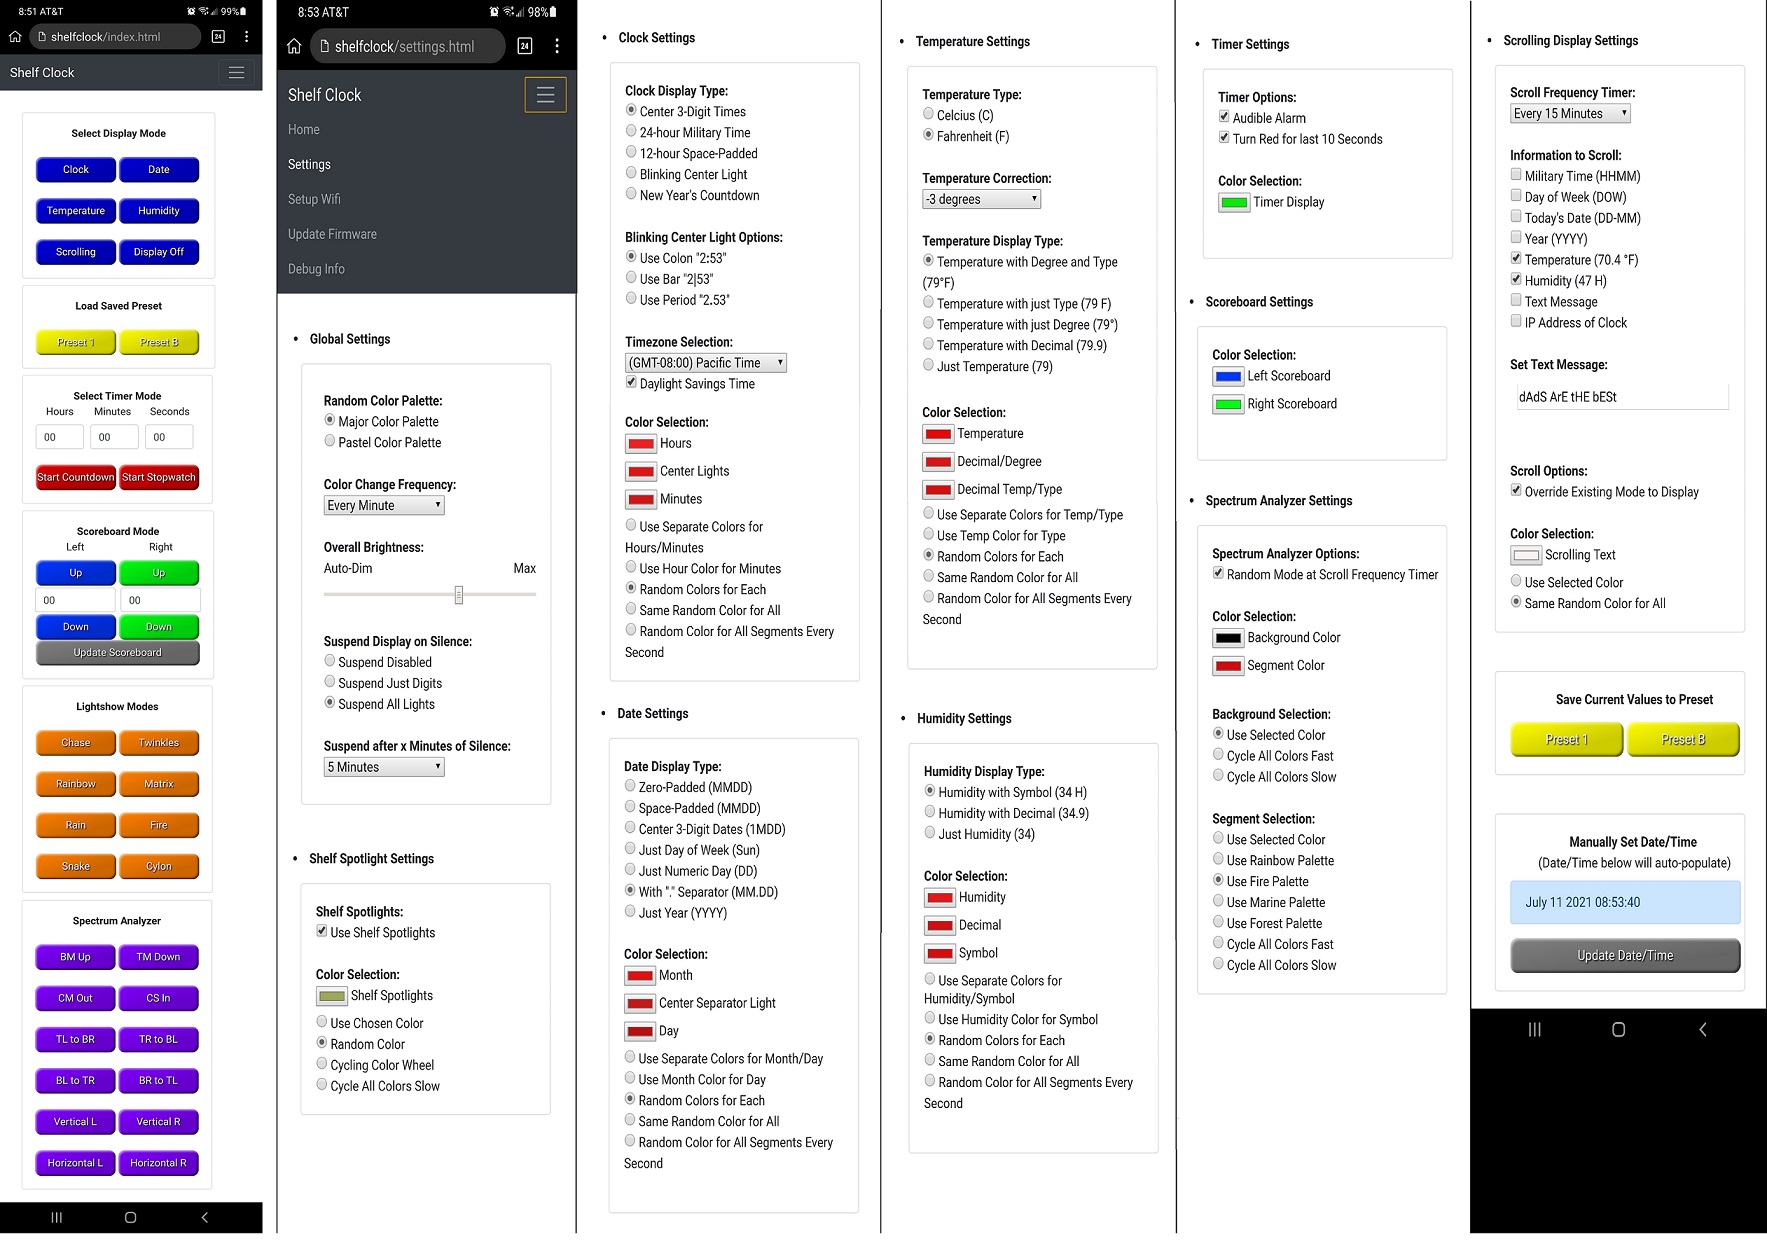 8:51 AT&T
99%
shelfclock/index.html
24
Shelf Clock
Select Display Mode
Clock
Date
Temperature
Humidity
Scrolling
Display Off
Load Saved Preset
Preset 1
Preset B
Select Timer Mode
Hours Minutes Seconds
00 00 00
Start Countdown
Start Stopwatch
Scoreboard Mode
Left Right
Up
Up
00 00
Down
Down
Update Scoreboard
Lightshow Modes
Chase
Twinkles
Rainbow
Matrix
Rain
Fire
Snake
Cylon
Spectrum Analyzer
BM Up
TM Down
CM Out
CS In
TL to BR
TR to BL
BL to TR
BR to TL
Vertical L
Vertical R
Horizontal L
Horizontal R
8:53 AT&T
98%
shelfclock/settings.html
24
Shelf Clock
Home
Settings
Setup Wifi
Update Firmware
Debug Info
• Global Settings
Random Color Palette:
Major Color Palette
Pastel Color Palette
Color Change Frequency:
Every Minute
Overall Brightness:
Auto-Dim Max
Suspend Display on Silence:
Suspend Disabled
Suspend Just Digits
Suspend All Lights
Suspend after x Minutes of Silence:
5 Minutes
• Shelf Spotlight Settings
Shelf Spotlights:
Use Shelf Spotlights
Color Selection:
Shelf Spotlights
Use Chosen Color
Random Color
Cycling Color Wheel
Cycle All Colors Slow
• Clock Settings
Clock Display Type:
Center 3-Digit Times
24-hour Military Time
12-hour Space-Padded
Blinking Center Light
New Year's Countdown
Blinking Center Light Options:
Use Colon "2:53"
Use Bar "2|53"
Use Period "2.53"
Timezone Selection:
(GMT-08:00) Pacific Time
Daylight Savings Time
Color Selection:
Hours
Center Lights
Minutes
Use Separate Colors for
Hours/Minutes
Use Hour Color for Minutes
Random Colors for Each
Same Random Color for All
Random Color for All Segments Every
Second
• Date Settings
Date Display Type:
Zero-Padded (MMDD)
Space-Padded (MMDD)
Center 3-Digit Dates (1MDD)
Just Day of Week (Sun)
Just Numeric Day (DD)
With "." Separator (MM.DD)
Just Year (YYYY)
Color Selection:
Month
Center Separator Light
Day
Use Separate Colors for Month/Day
Use Month Color for Day
Random Colors for Each
Same Random Color for All
Random Color for All Segments Every
Second
• Temperature Settings
Temperature Type:
Celcius (C)
Fahrenheit (F)
Temperature Correction:
-3 degrees
Temperature Display Type:
Temperature with Degree and Type
(79°F)
Temperature with just Type (79 F)
Temperature with just Degree (79°)
Temperature with Decimal (79.9)
Just Temperature (79)
Color Selection:
Temperature
Decimal/Degree
Decimal Temp/Type
Use Separate Colors for Temp/Type
Use Temp Color for Type
Random Colors for Each
Same Random Color for All
Random Color for All Segments Every
Second
• Humidity Settings
Humidity Display Type:
Humidity with Symbol (34 H)
Humidity with Decimal (34.9)
Just Humidity (34)
Color Selection:
Humidity
Decimal
Symbol
Use Separate Colors for
Humidity/Symbol
Use Humidity Color for Symbol
Random Colors for Each
Same Random Color for All
Random Color for All Segments Every
Second
• Timer Settings
Timer Options:
Audible Alarm
Turn Red for last 10 Seconds
Color Selection:
Timer Display
• Scoreboard Settings
Color Selection:
Left Scoreboard
Right Scoreboard
• Spectrum Analyzer Settings
Spectrum Analyzer Options:
Random Mode at Scroll Frequency Timer
Color Selection:
Background Color
Segment Color
Background Selection:
Use Selected Color
Cycle All Colors Fast
Cycle All Colors Slow
Segment Selection:
Use Selected Color
Use Rainbow Palette
Use Fire Palette
Use Marine Palette
Use Forest Palette
Cycle All Colors Fast
Cycle All Colors Slow
• Scrolling Display Settings
Scroll Frequency Timer:
Every 15 Minutes
Information to Scroll:
Military Time (HHMM)
Day of Week (DOW)
Today's Date (DD-MM)
Year (YYYY)
Temperature (70.4 °F)
Humidity (47 H)
Text Message
IP Address of Clock
Set Text Message:
dAdS ArE tHE bESt
Scroll Options:
Override Existing Mode to Display
Color Selection:
Scrolling Text
Use Selected Color
Same Random Color for All
Save Current Values to Preset
Preset 1
Preset B
Manually Set Date/Time
(Date/Time below will auto-populate)
July 11 2021 08:53:40
Update Date/Time